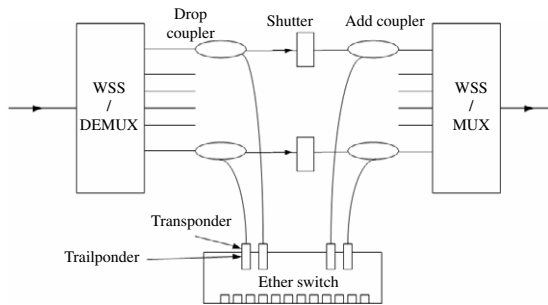 Drop
coupler
Shutter
Add coupler
WSS
/
DEMUX
WSS
/
MUX
Transponder
Trailponder
Ether switch